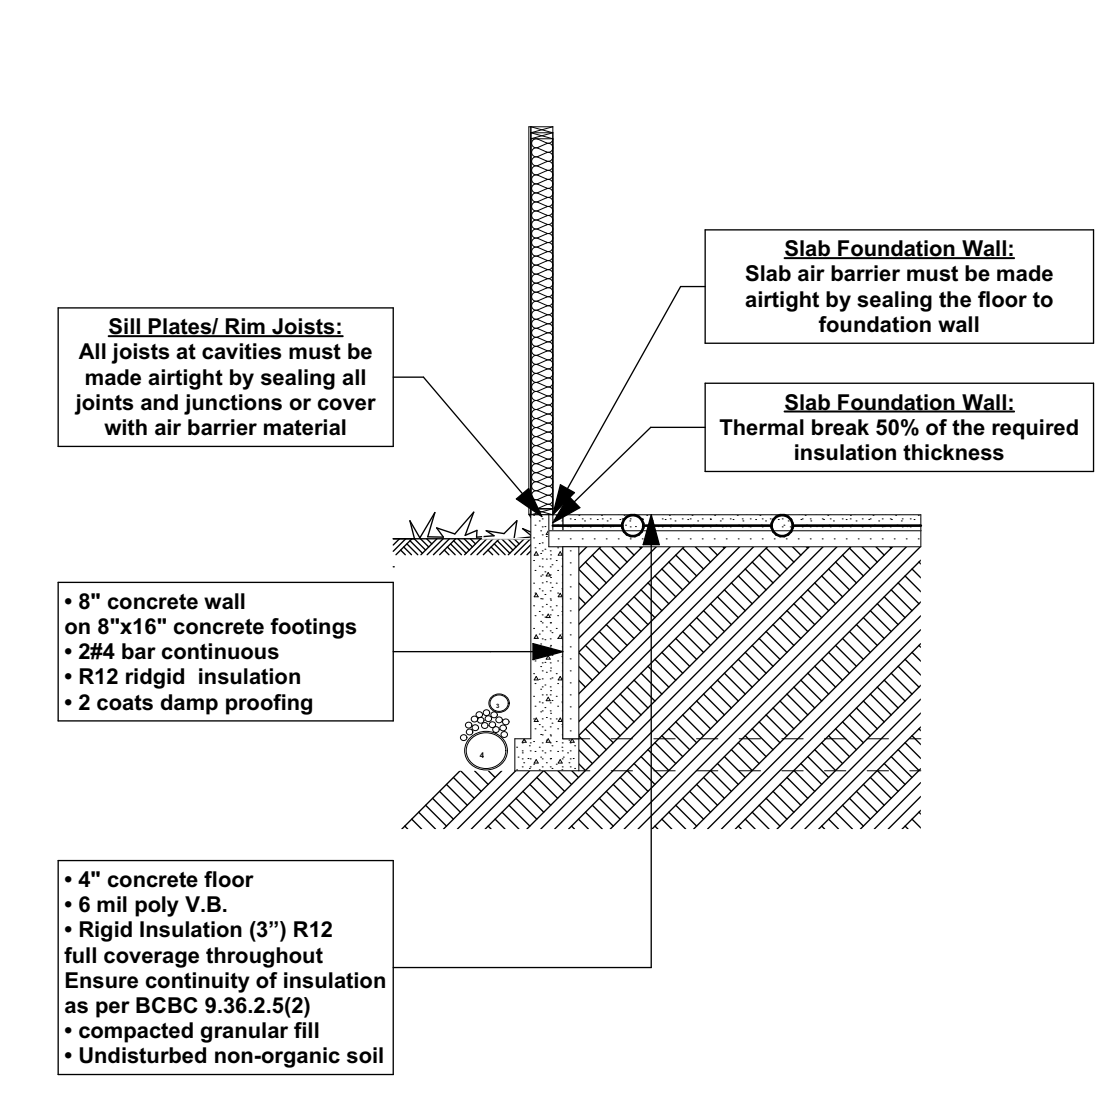 Slab Foundation Wall:
Slab air barrier must be made
airtight by sealing the floor to
foundation wall
Sill Plates/ Rim Joists:
All joists at cavities must be
made airtight by sealing all
joints and junctions or cover
with air barrier material
Slab Foundation Wall:
Thermal break 50% of the required
insulation thickness
• 8" concrete wall
on 8"x16" concrete footings
• 2#4 bar continuous
• R12 ridgid  insulation
• 2 coats damp proofing
3
4
• 4" concrete floor
• 6 mil poly V.B.
• Rigid Insulation (3”) R12
full coverage throughout
Ensure continuity of insulation
as per BCBC 9.36.2.5(2)
• compacted granular fill
• Undisturbed non-organic soil